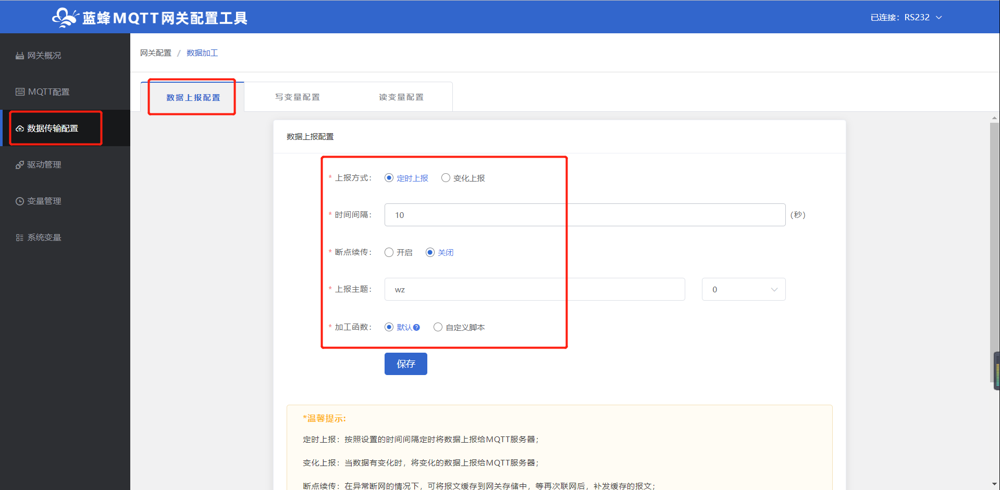 蓝蜂MQTT网关配置工具
已连接：RS232
网关概况
MQTT配置
数据传输配置
驱动管理
变量管理
系统变量
网关配置 / 数据加工
数据上报配置
写变量配置
读变量配置
数据上报配置
* 上报方式： 定时上报 变化上报
* 时间间隔： 10 (秒)
* 断点续传： 开启 关闭
* 上报主题： wz 0
* 加工函数： 默认? 自定义脚本
保存
*温馨提示:
定时上报：按照设置的时间间隔定时将数据上报给MQTT服务器；
变化上报：当数据有变化时，将变化的数据上报给MQTT服务器；
断点续传：在异常断网的情况下，可将报文缓存到网关存储中，等再次联网后，补发缓存的报文；